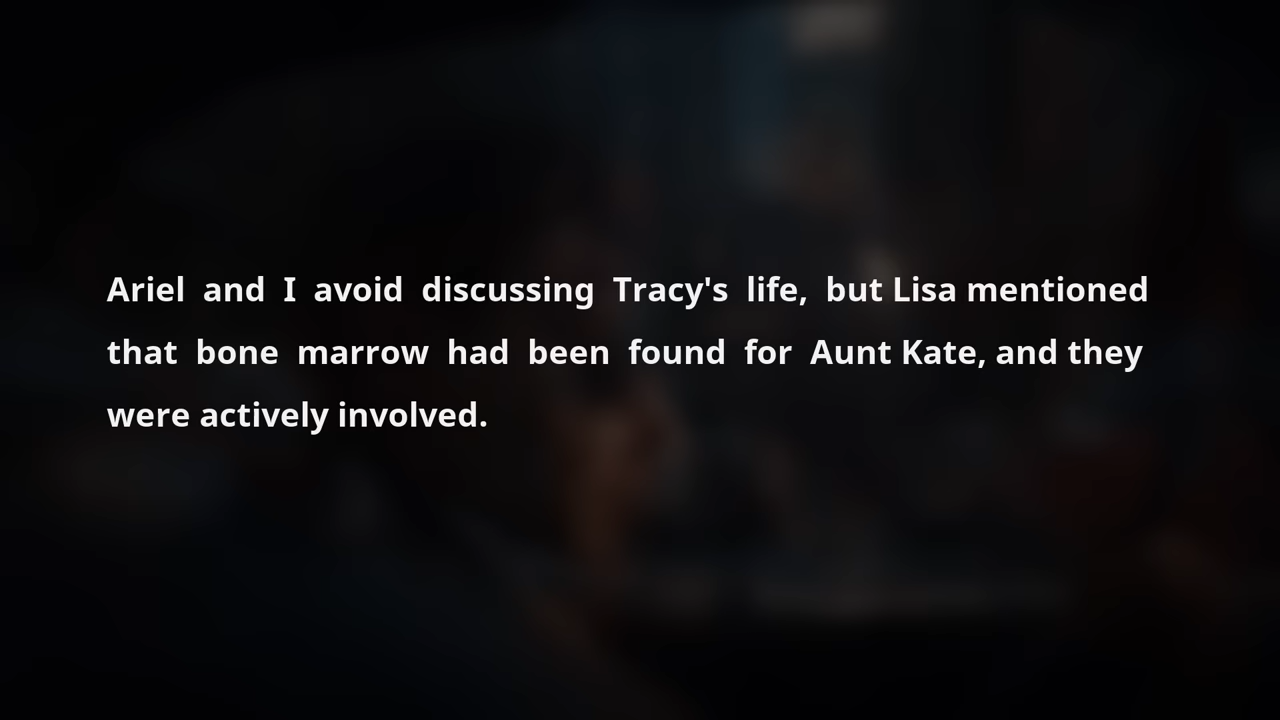 Ariel and I avoid discussing Tracy's life, but Lisa mentioned
that bone marrow had been found for Aunt Kate, and they
were actively involved.